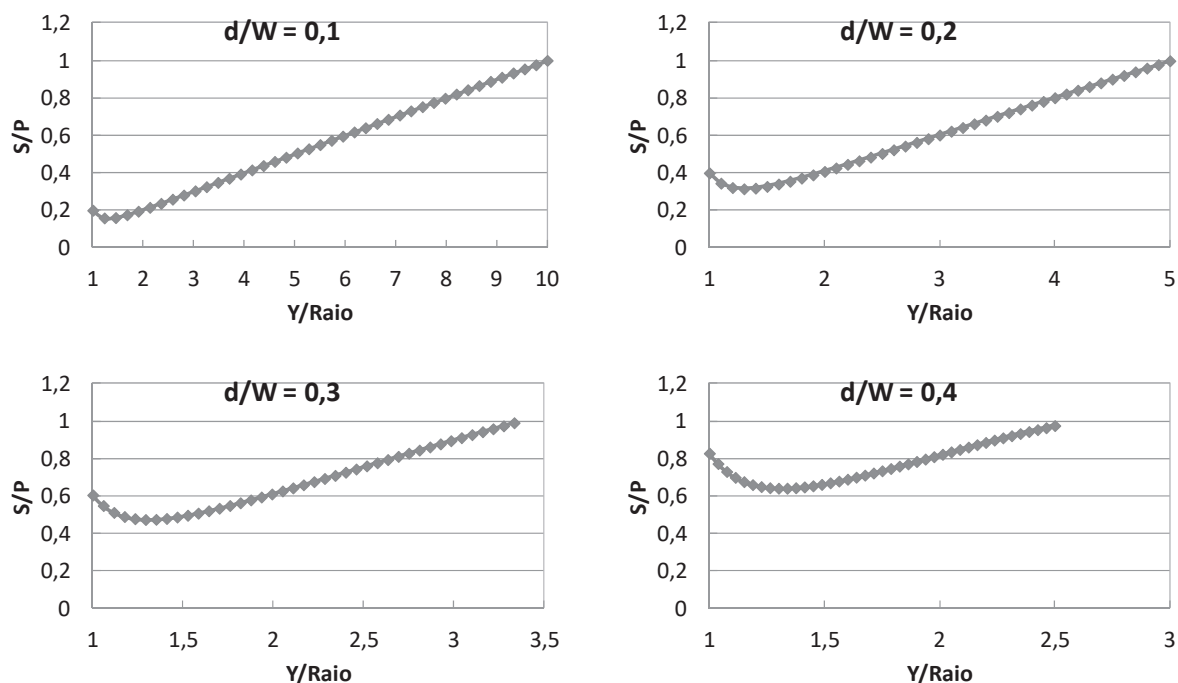 d/W = 0,1
1,2
1
0,8
0,6
0,4
0,2
0
S/P
1 2 3 4 5 6 7 8 9 10
Y/Raio
d/W = 0,2
1,2
1
0,8
0,6
0,4
0,2
0
S/P
1 2 3 4 5
Y/Raio
d/W = 0,3
1,2
1
0,8
0,6
0,4
0,2
0
S/P
1 1,5 2 2,5 3 3,5
Y/Raio
d/W = 0,4
1,2
1
0,8
0,6
0,4
0,2
0
S/P
1 1,5 2 2,5 3
Y/Raio